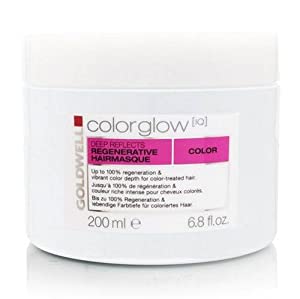 GOLDWELL
colorglow [IQ]
DEEP REFLECTS
REGENERATIVE
HAIRMASQUE
COLOR
Up to 100% regeneration &
vibrant color depth for color-treated hair.
Jusqu'à 100% de régénération &
couleur riche intense pour cheveux colorés.
Bis zu 100% Regeneration &
lebendige Farbtiefe für coloriertes Haar.
200 ml e 6.8 fl.oz.